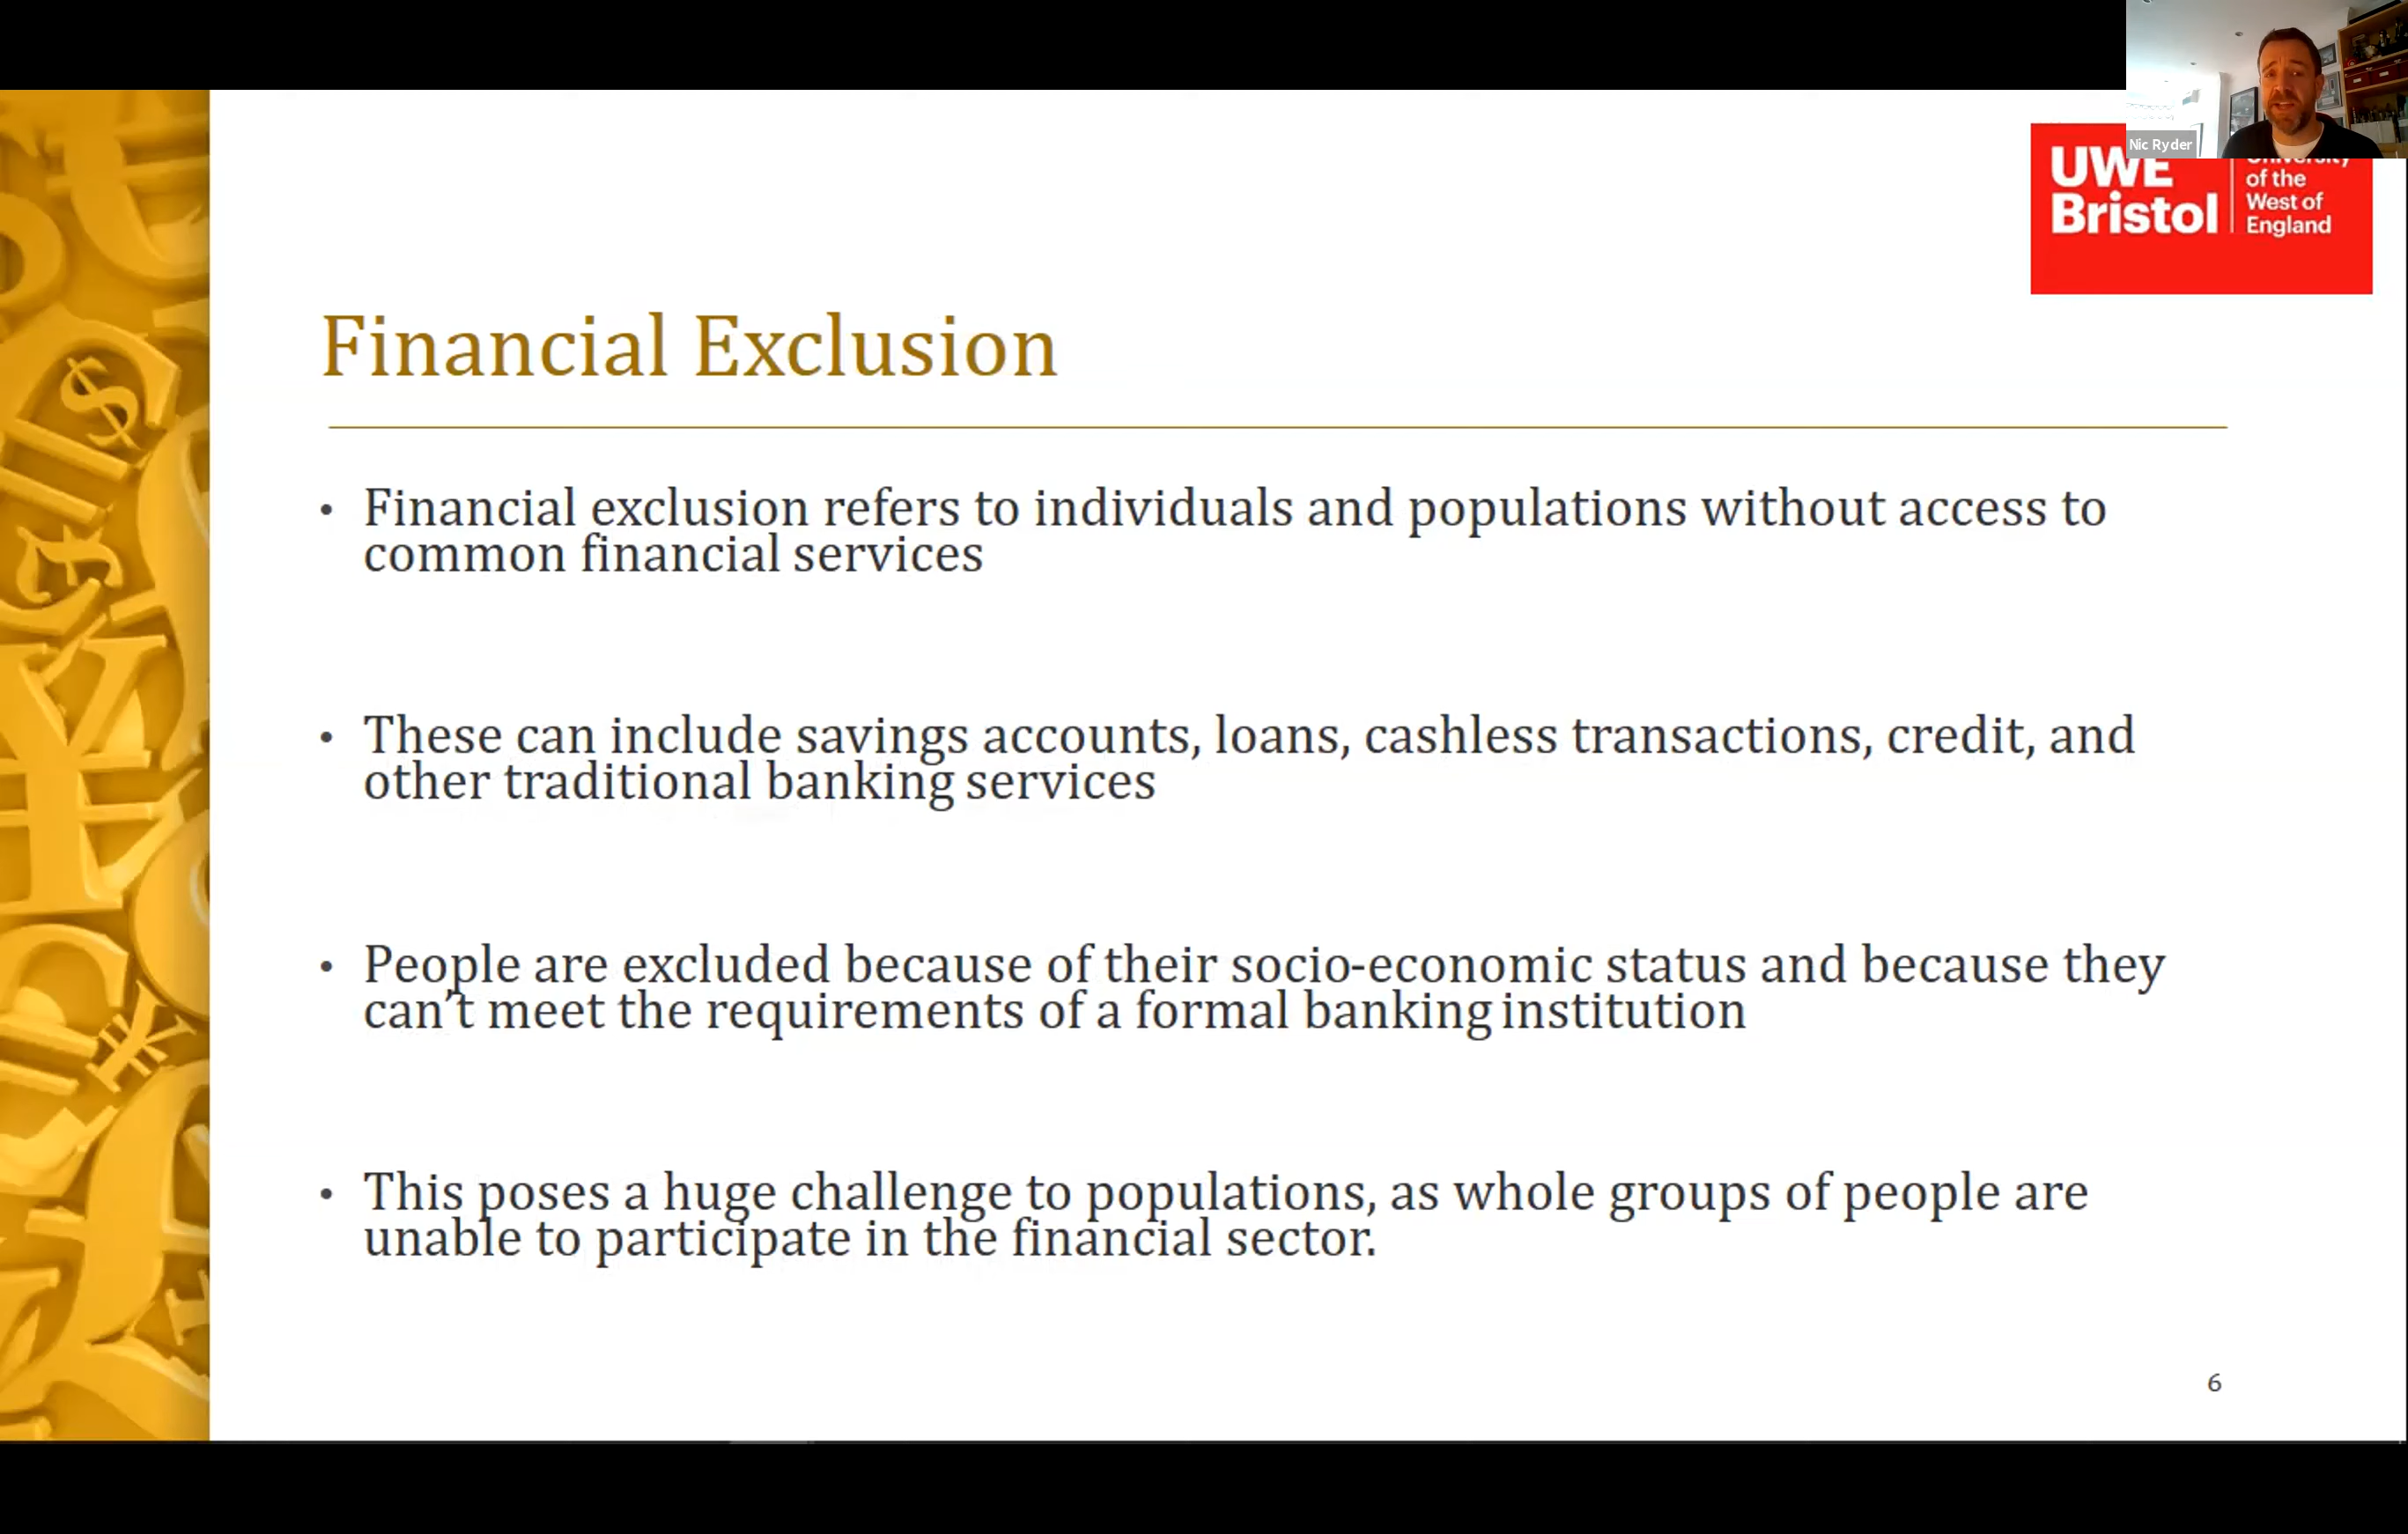 Nic Ryder
UWE
Bristol
University
of the
West of
England
Financial Exclusion
• Financial exclusion refers to individuals and populations without access to
common financial services
• These can include savings accounts, loans, cashless transactions, credit, and
other traditional banking services
• People are excluded because of their socio-economic status and because they
can't meet the requirements of a formal banking institution
• This poses a huge challenge to populations, as whole groups of people are
unable to participate in the financial sector.
6